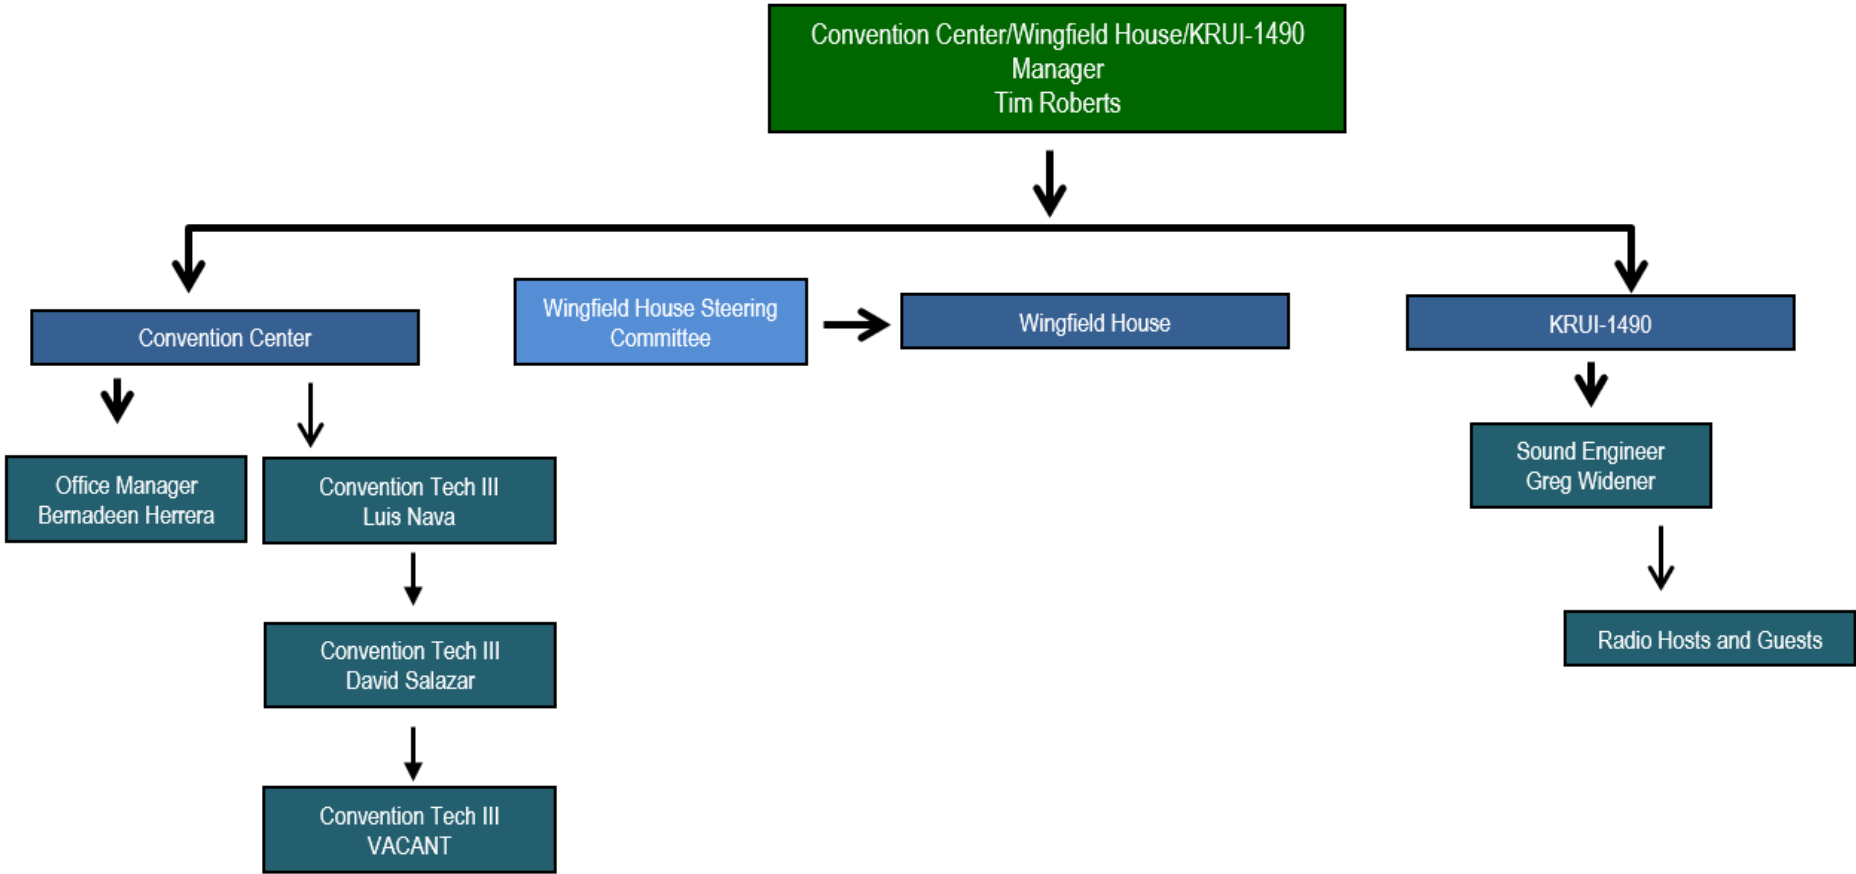 Convention Center/Wingfield House/KRUI-1490
Manager
Tim Roberts
Convention Center
Wingfield House Steering
Committee
Wingfield House
KRUI-1490
Office Manager
Bernadeen Herrera
Convention Tech III
Luis Nava
Sound Engineer
Greg Widener
Convention Tech III
David Salazar
Radio Hosts and Guests
Convention Tech III
VACANT